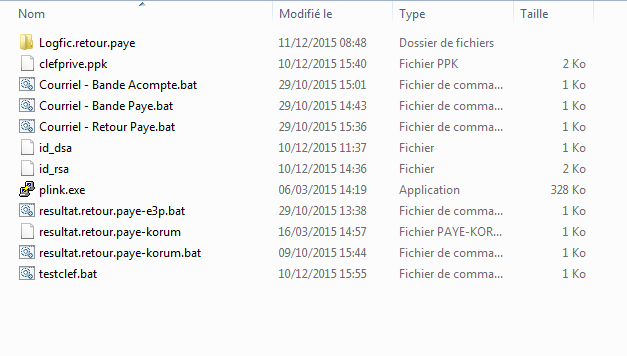 Nom Modifié le Type Taille
Logfic.retour.paye 11/12/2015 08:48 Dossier de fichiers
clefprive.ppk 10/12/2015 15:40 Fichier PPK 2 Ko
Courriel - Bande Acompte.bat 29/10/2015 15:01 Fichier de comma... 1 Ko
Courriel - Bande Paye.bat 29/10/2015 14:43 Fichier de comma... 1 Ko
Courriel - Retour Paye.bat 29/10/2015 15:36 Fichier de comma... 1 Ko
id_dsa 10/12/2015 11:37 Fichier 1 Ko
id_rsa 10/12/2015 14:36 Fichier 2 Ko
plink.exe 06/03/2015 14:19 Application 328 Ko
resultat.retour.paye-e3p.bat 29/10/2015 13:38 Fichier de comma... 1 Ko
resultat.retour.paye-korum 16/03/2015 14:57 Fichier PAYE-KOR... 1 Ko
resultat.retour.paye-korum.bat 09/10/2015 15:44 Fichier de comma... 1 Ko
testclef.bat 10/12/2015 15:55 Fichier de comma... 1 Ko